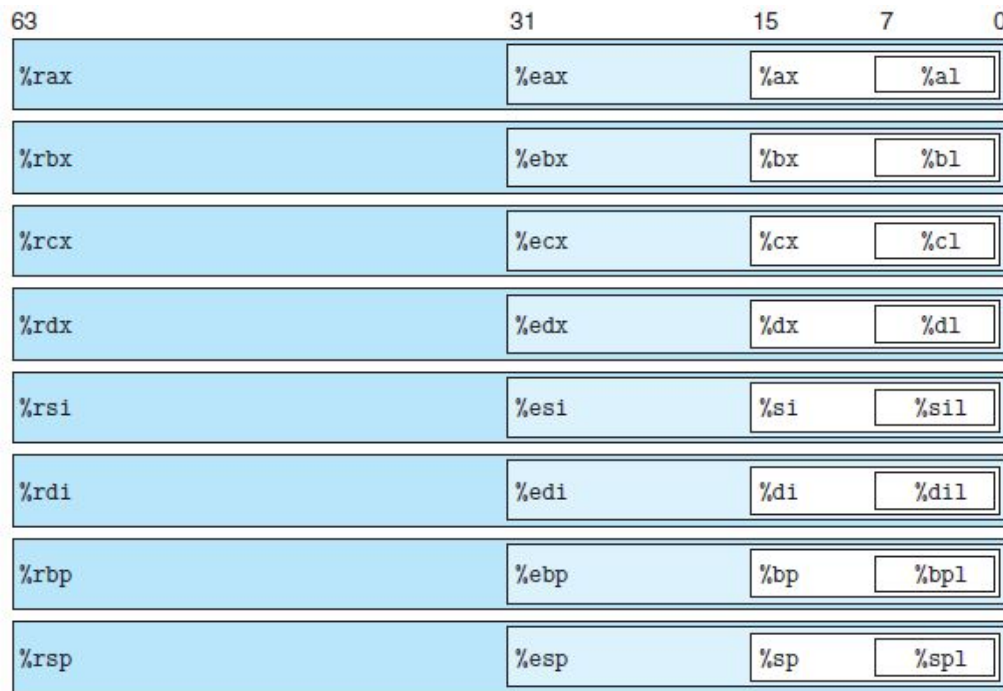 63 31 15 7 0
%rax %eax %ax %al
%rbx %ebx %bx %bl
%rcx %ecx %cx %cl
%rdx %edx %dx %dl
%rsi %esi %si %sil
%rdi %edi %di %dil
%rbp %ebp %bp %bpl
%rsp %esp %sp %spl